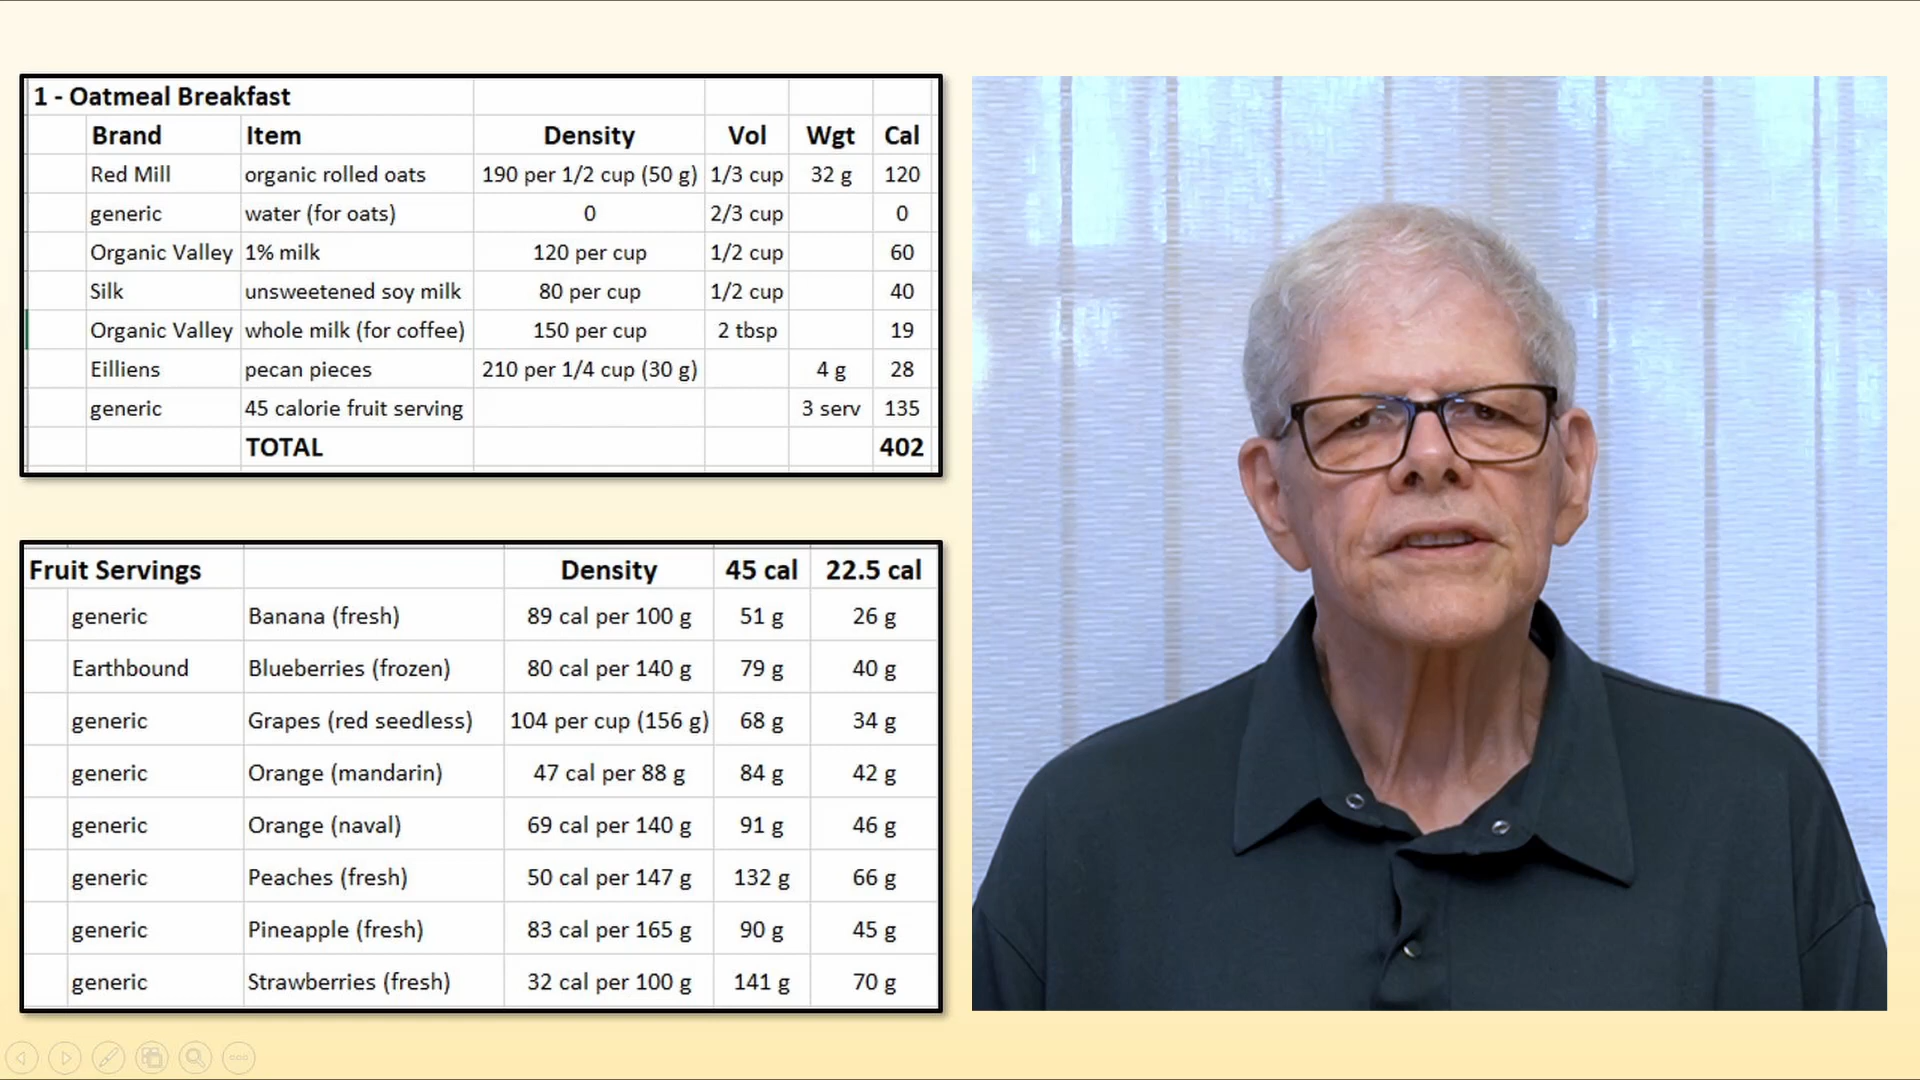 1 - Oatmeal Breakfast
Brand Item Density Vol Wgt Cal
Red Mill organic rolled oats 190 per 1/2 cup (50 g) 1/3 cup 32 g 120
generic water (for oats) 0 2/3 cup 0
Organic Valley 1% milk 120 per cup 1/2 cup 60
Silk unsweetened soy milk 80 per cup 1/2 cup 40
Organic Valley whole milk (for coffee) 150 per cup 2 tbsp 19
Eilliens pecan pieces 210 per 1/4 cup (30 g) 4 g 28
generic 45 calorie fruit serving 3 serv 135
TOTAL 402
Fruit Servings Density 45 cal 22.5 cal
generic Banana (fresh) 89 cal per 100 g 51 g 26 g
Earthbound Blueberries (frozen) 80 cal per 140 g 79 g 40 g
generic Grapes (red seedless) 104 per cup (156 g) 68 g 34 g
generic Orange (mandarin) 47 cal per 88 g 84 g 42 g
generic Orange (naval) 69 cal per 140 g 91 g 46 g
generic Peaches (fresh) 50 cal per 147 g 132 g 66 g
generic Pineapple (fresh) 83 cal per 165 g 90 g 45 g
generic Strawberries (fresh) 32 cal per 100 g 141 g 70 g